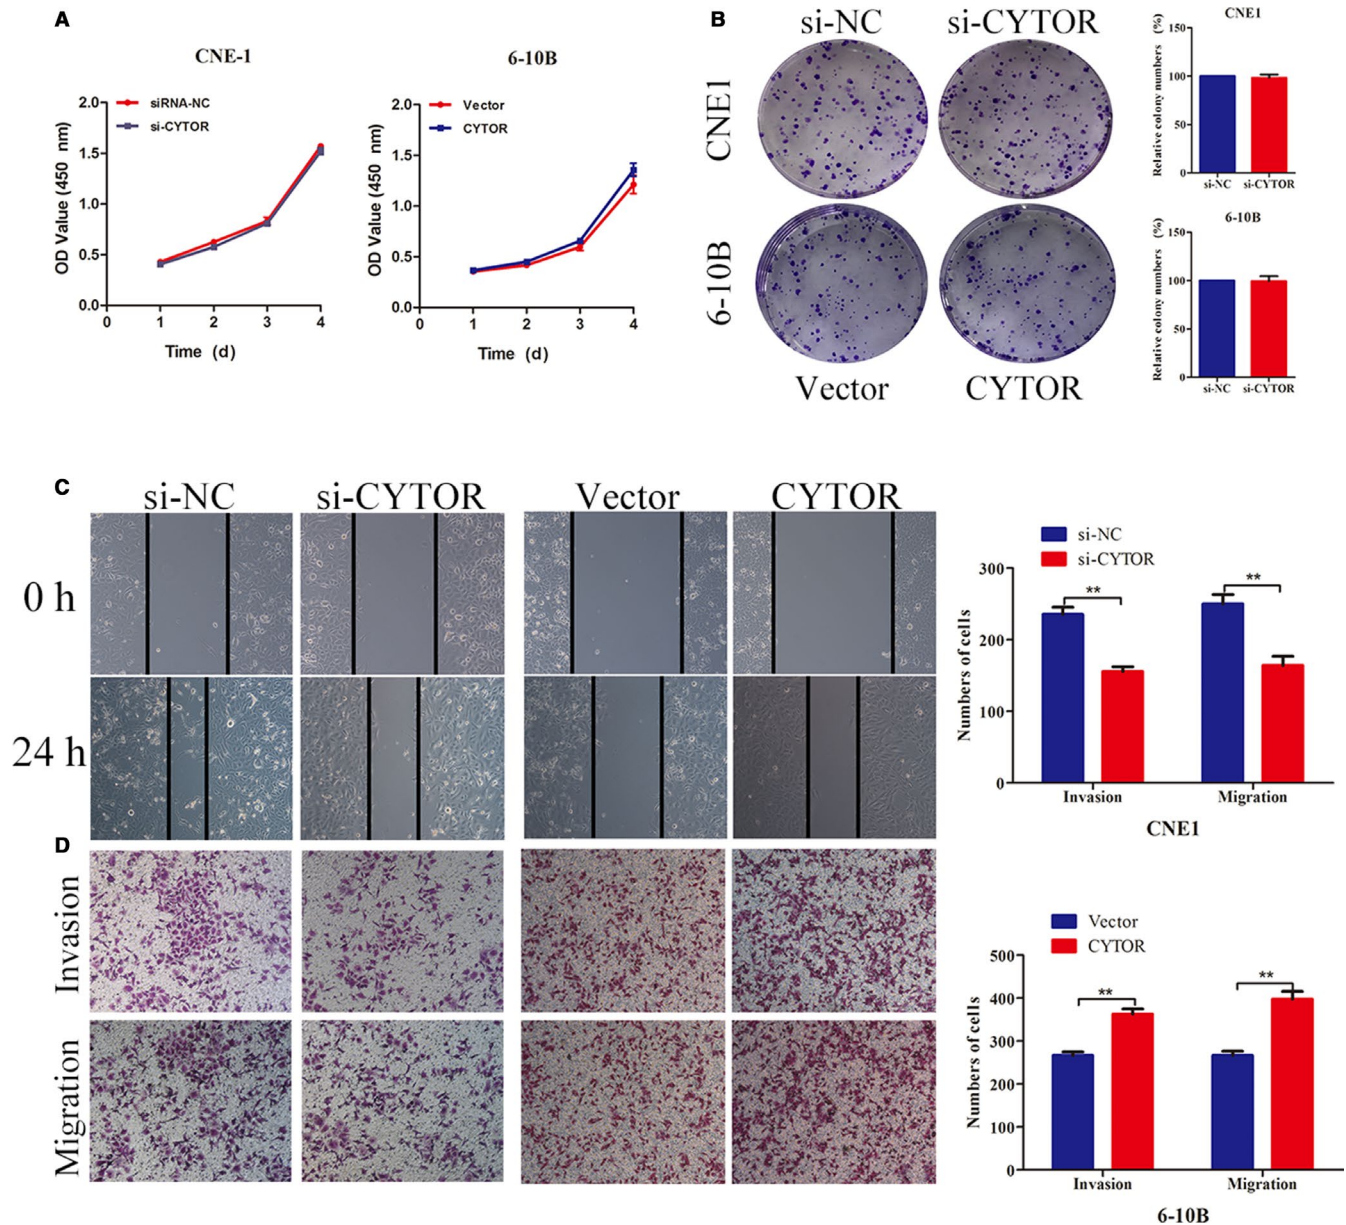 A
CNE-1
2.0
1.5
1.0
0.5
0.0
0 1 2 3 4
OD Value (450 nm)
Time (d)
siRNA-NC
si-CYTOR
6-10B
2.0
1.5
1.0
0.5
0.0
0 1 2 3 4
OD Value (450 nm)
Time (d)
Vector
CYTOR
B
si-NC si-CYTOR
CNE1
6-10B
Vector CYTOR
CNE1
Relative colony numbers (%)
150
100
50
0
si-NC si-CYTOR
6-10B
Relative colony numbers (%)
150
100
50
0
si-NC si-CYTOR
C
si-NC si-CYTOR Vector CYTOR
0 h
24 h
D
Invasion
Migration
si-NC
si-CYTOR
300
200
100
0
Numbers of cells
** **
Invasion Migration
CNE1
Vector
CYTOR
500
400
300
200
100
0
Numbers of cells
** **
Invasion Migration
6-10B